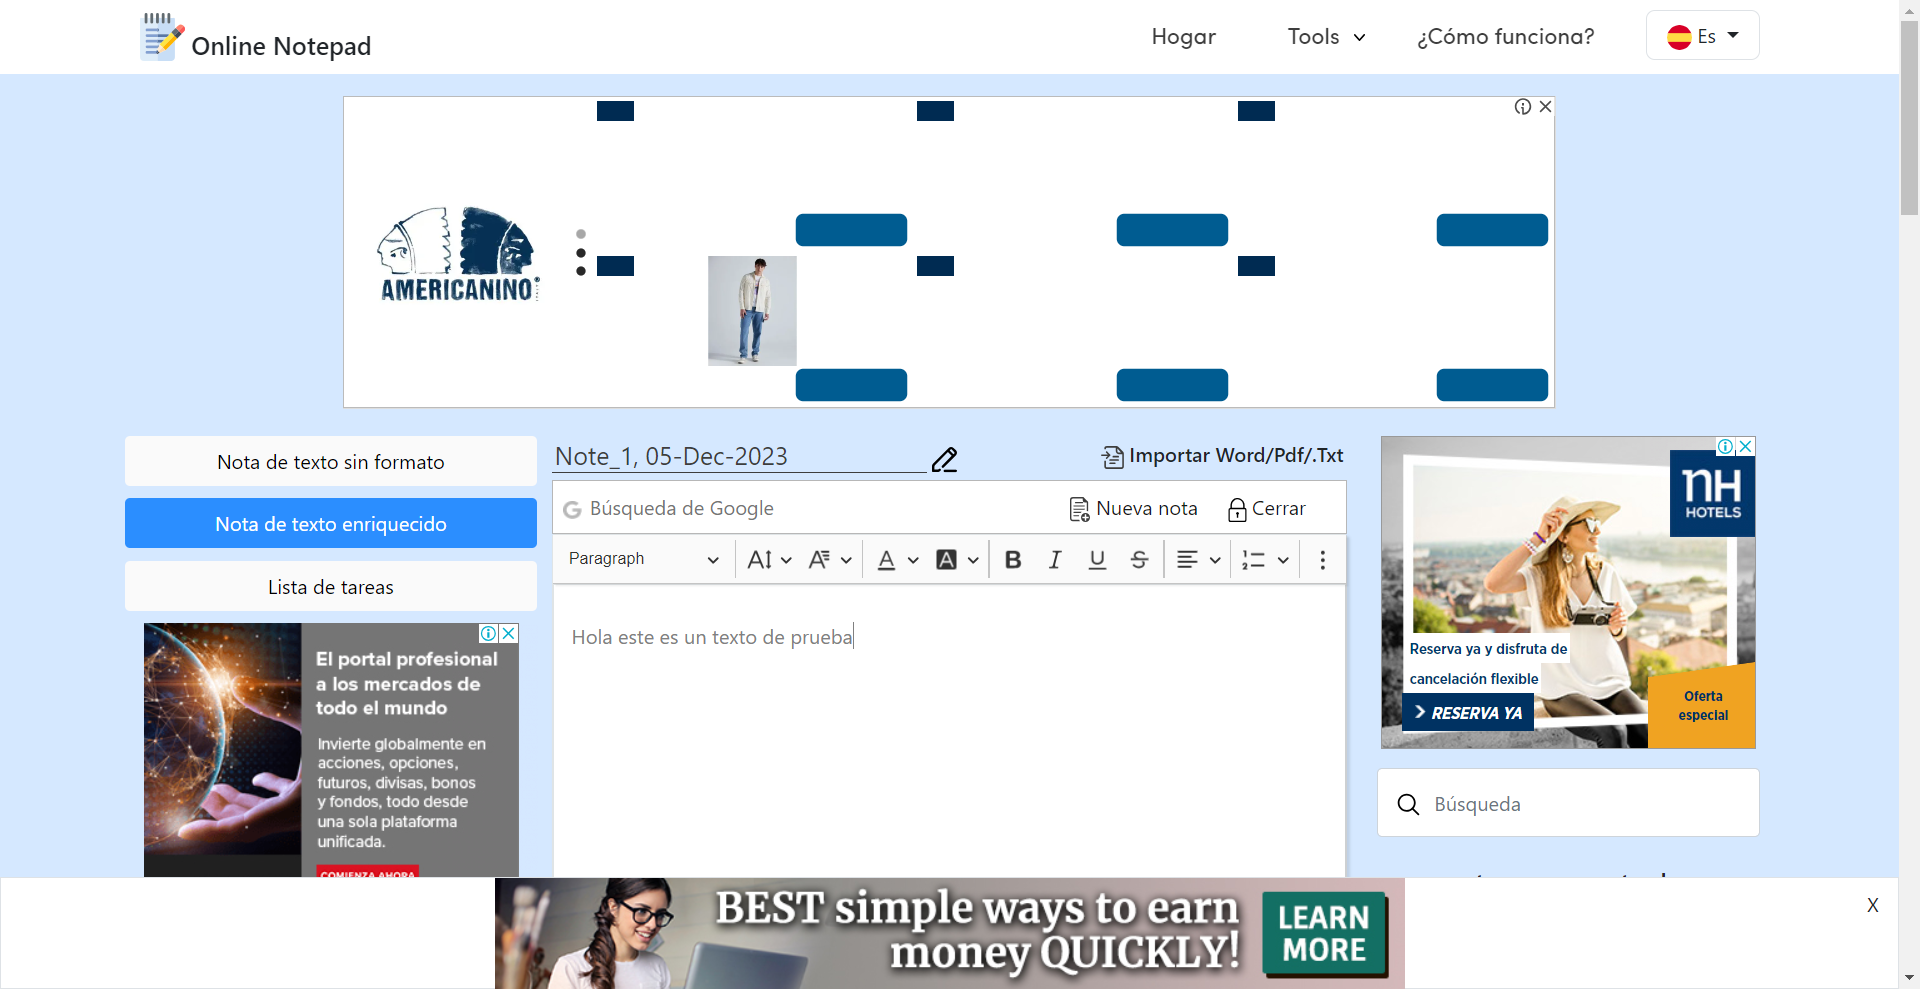 Online Notepad
Hogar
Tools
¿Cómo funciona?
Es
AMERICANINO
Nota de texto sin formato
Nota de texto enriquecido
Lista de tareas
El portal profesional
a los mercados de
todo el mundo
Invierte globalmente en
acciones, opciones,
futuros, divisas, bonos
y fondos, todo desde
una sola plataforma
unificada.
COMIENZA AHORA
Note_1, 05-Dec-2023
Importar Word/Pdf/.Txt
G Búsqueda de Google
Nueva nota
Cerrar
Paragraph
A
A
A
A
B
I
U
S
1
2
Hola este es un texto de prueba
nH
HOTELS
Reserva ya y disfruta de
cancelación flexible
> RESERVA YA
Oferta
especial
Búsqueda
BEST simple ways to earn
money QUICKLY!
LEARN
MORE
X